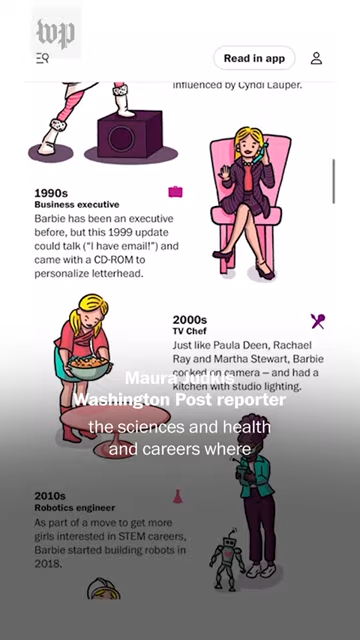 wp
Read in app
influenced by Cyndi Lauper.
1990s
Business executive
Barbie has been an executive
before, but this 1999 update
could talk (“I have email!”) and
came with a CD-ROM to
personalize letterhead.
2000s
TV Chef
Just like Paula Deen, Rachael
Ray and Martha Stewart, Barbie
cooked on camera – and had a
kitchen with studio lighting.
Maura Judkis
Washington Post reporter
the sciences and health
and careers where
2010s
Robotics engineer
As part of a move to get more
girls interested in STEM careers,
Barbie started building robots in
2018.